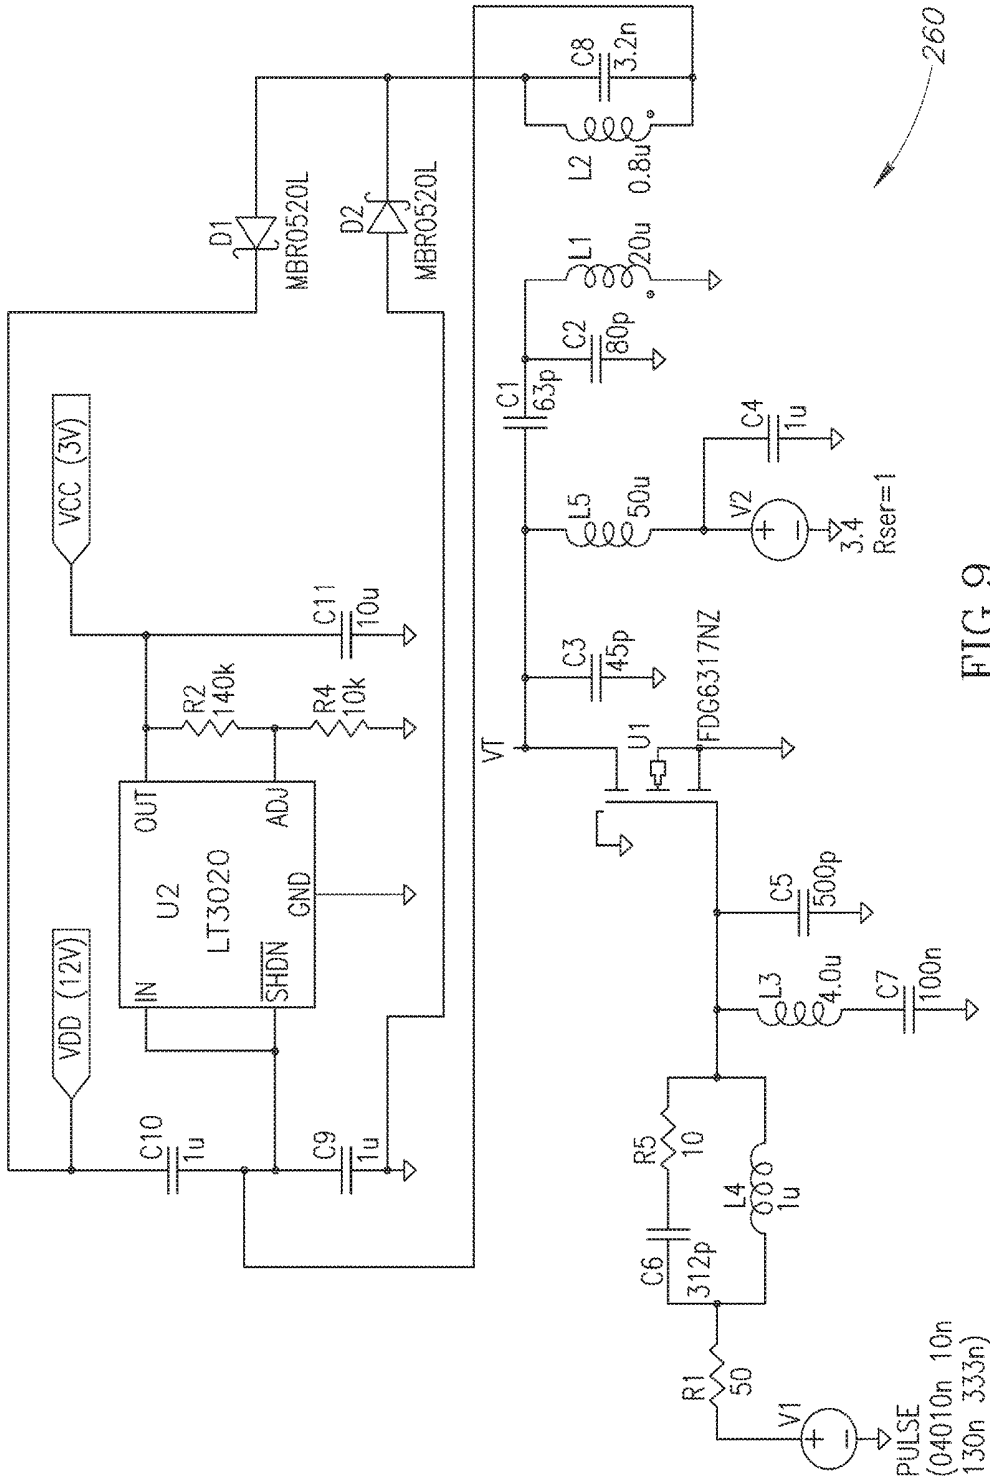 VDD (12V)
VCC (3V)
C10
1u
C9
1u
IN
OUT
U2
LT3020
SHDN
ADJ
GND
R2
140k
R4
10k
C11
10u
D1
MBR0520L
D2
MBR0520L
C8
3.2n
L2
0.8u
L1
20u
C2
80p
C1
63p
L5
50u
V2
3.4
Rser=1
C4
1u
C3
45p
VT
U1
FDG6317NZ
C5
500p
L3
4.0u
C7
100n
R5
10
C6
312p
L4
1u
R1
50
V1
PULSE
(04010n 10n
130n 333n)
260
FIG. 9